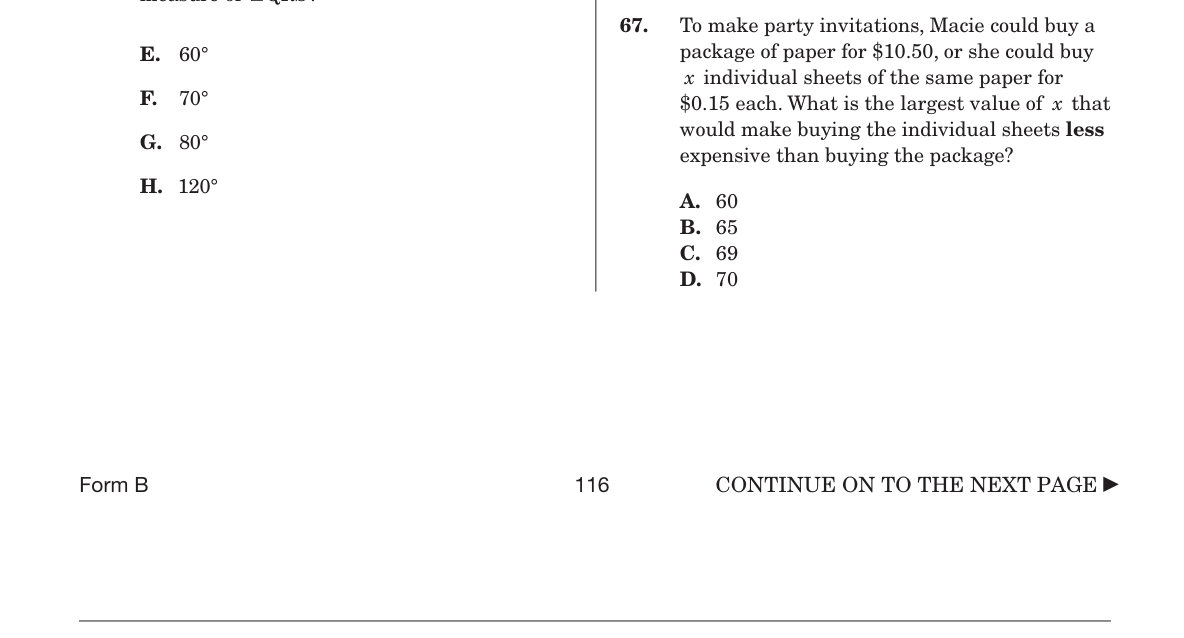 E. 60°
F. 70°
G. 80°
H. 120°
67. To make party invitations, Macie could buy a
package of paper for $10.50, or she could buy
x individual sheets of the same paper for
$0.15 each. What is the largest value of x that
would make buying the individual sheets less
expensive than buying the package?
A. 60
B. 65
C. 69
D. 70
Form B
116
CONTINUE ON TO THE NEXT PAGE ►